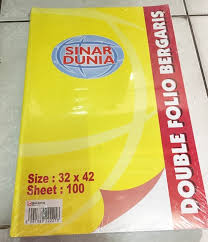 SINAR
DUNIA
DOUBLE FOLIO BERGARIS
Size : 32 x 42
Sheet : 100